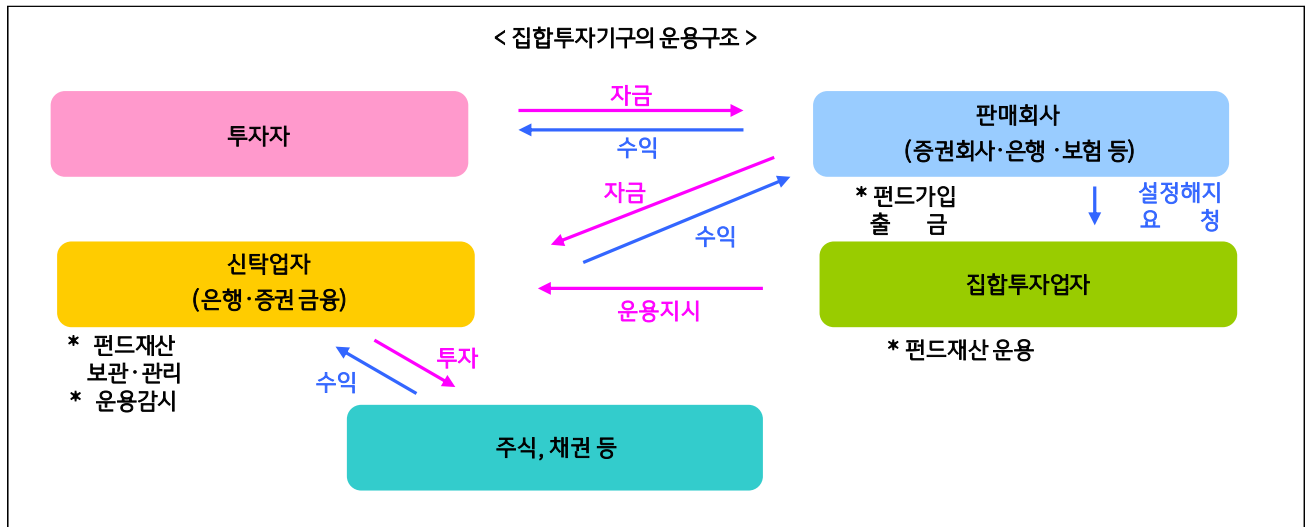 < 집합투자기구의 운용구조 >
투자자
자금
수익
판매회사
(증권회사·은행 ·보험 등)
자금
수익
* 펀드가입
출 금
설정해지
요 청
신탁업자
(은행·증권 금융)
운용지시
집합투자업자
* 펀드재산
보관·관리
* 운용감시
* 펀드재산 운용
투자
수익
주식, 채권 등